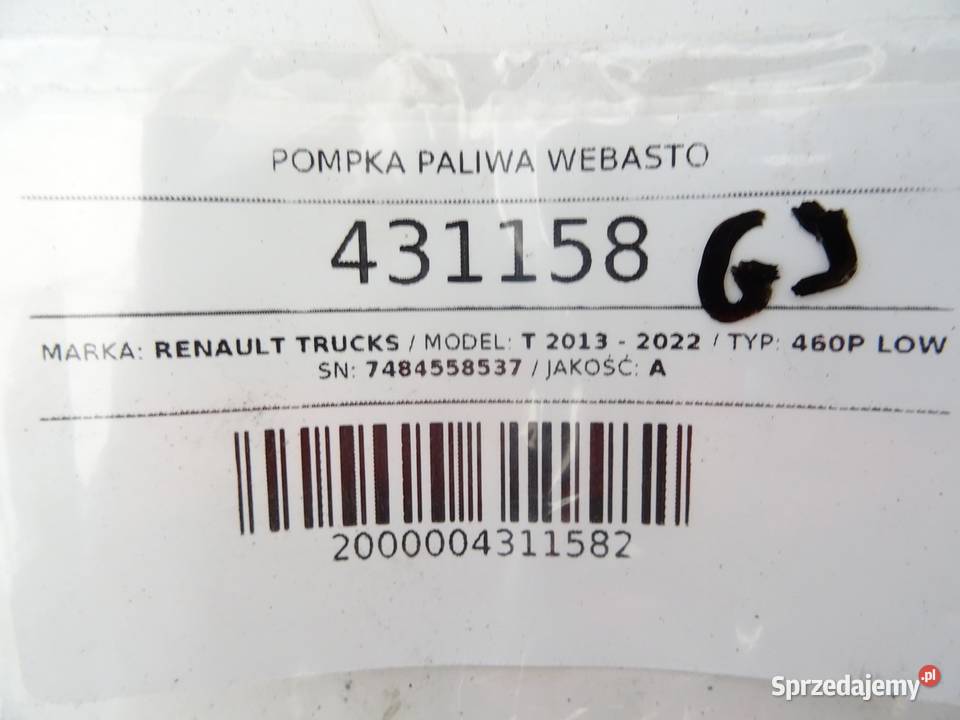 POMPKA PALIWA WEBASTO
431158
MARKA: RENAULT TRUCKS / MODEL: T 2013 - 2022 / TYP: 460P LOW
SN: 7484558537 / JAKOŚĆ: A
2000004311582
Sprzedajemy.pl